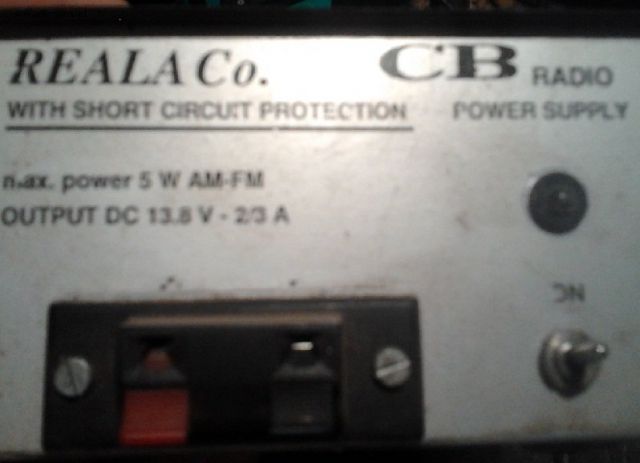 REALA Co.
CB RADIO
WITH SHORT CIRCUIT PROTECTION
POWER SUPPLY
max. power 5 W AM-FM
OUTPUT DC 13.8 V - 2/3 A
ON